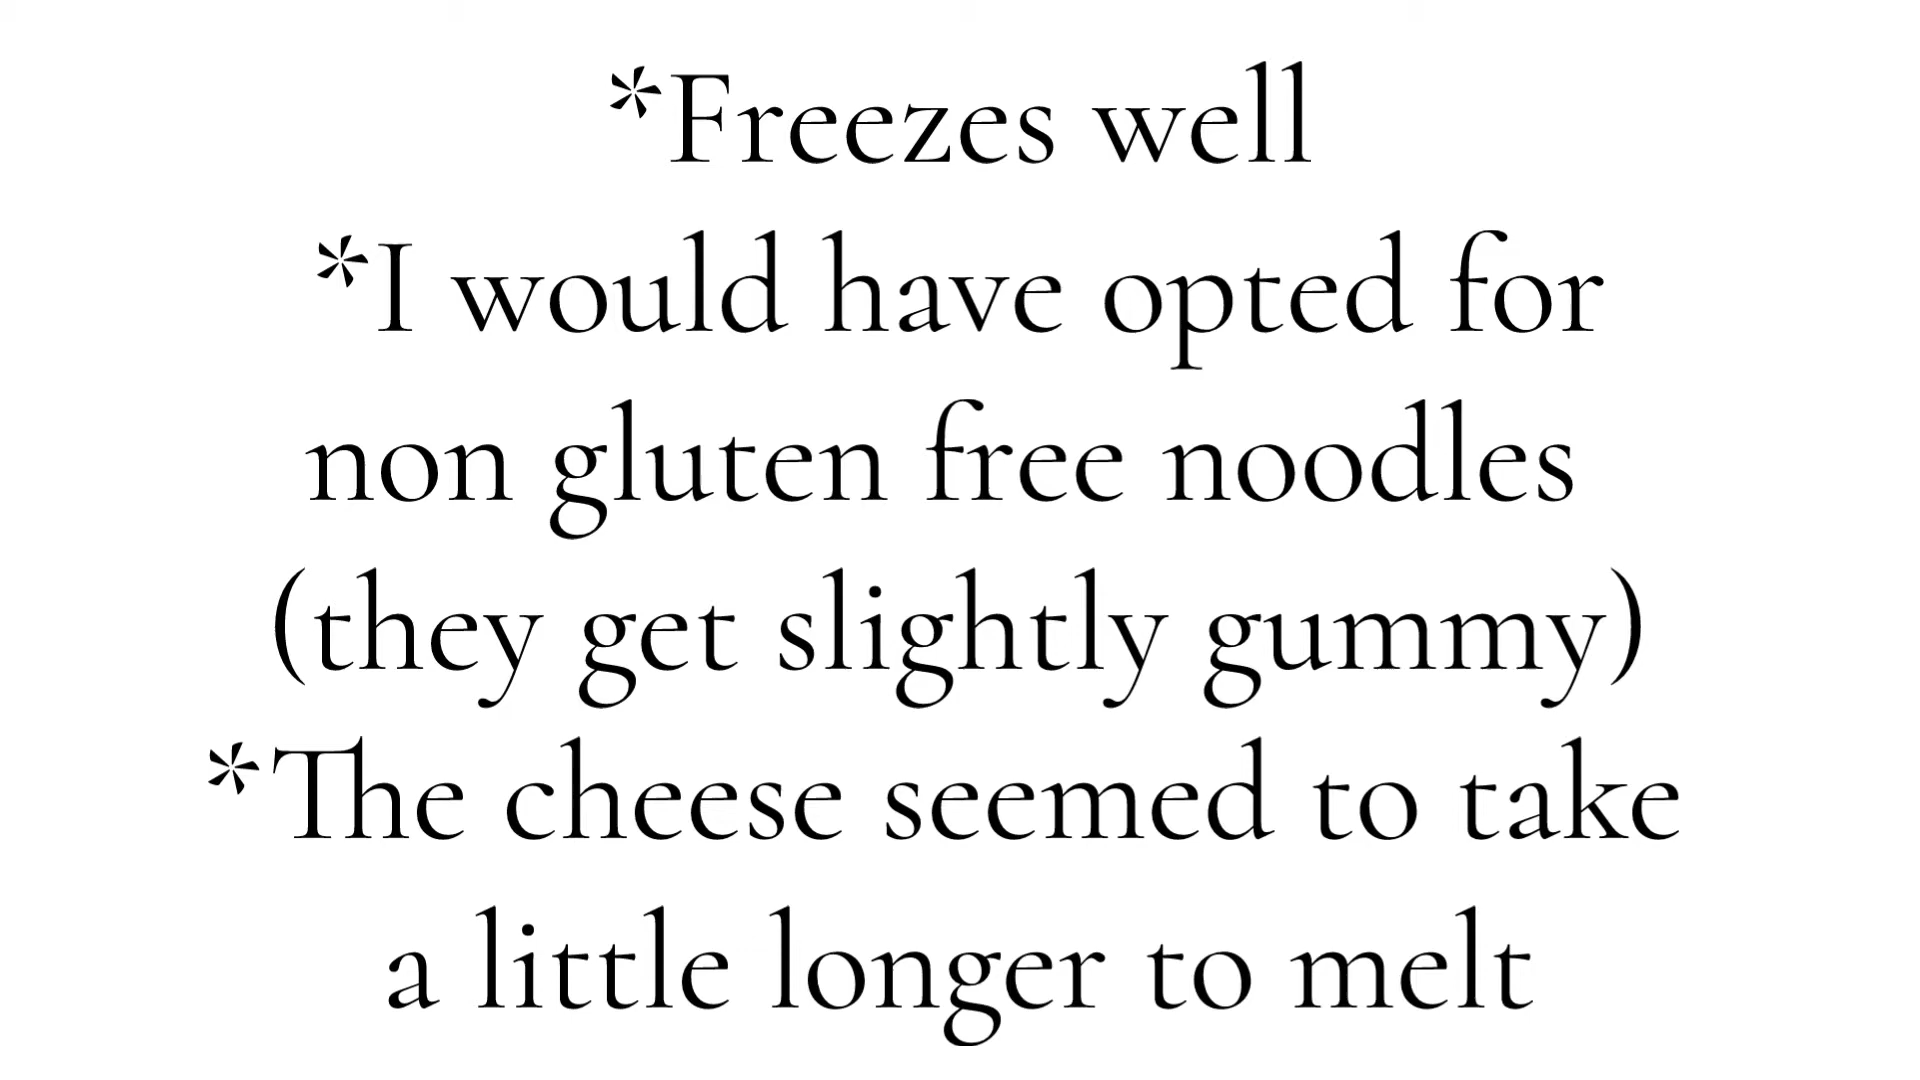 *Freezes well
*I would have opted for
non gluten free noodles
(they get slightly gummy)
*The cheese seemed to take
a little longer to melt